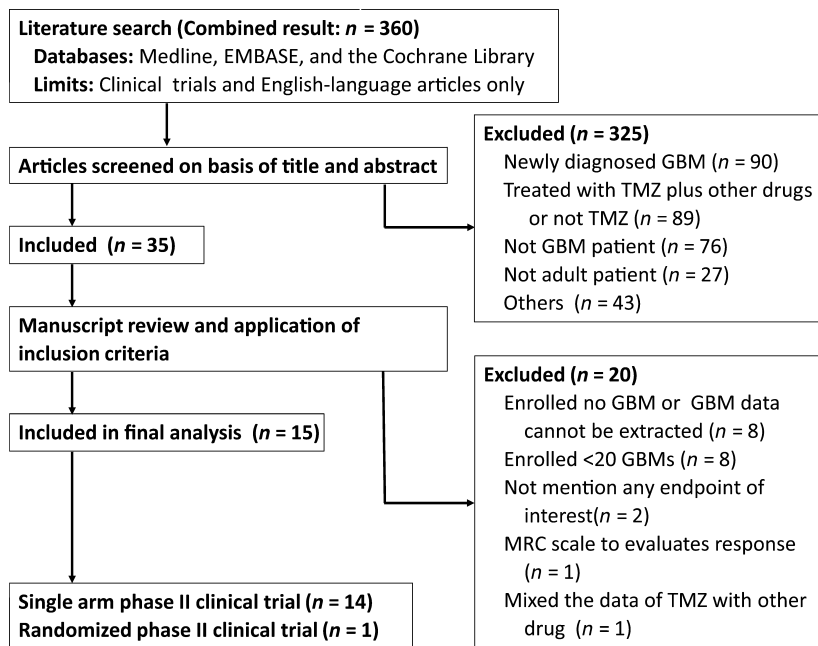 Literature search (Combined result: n = 360)
Databases: Medline, EMBASE, and the Cochrane Library
Limits: Clinical trials and English-language articles only
Articles screened on basis of title and abstract
Excluded (n = 325)
Newly diagnosed GBM (n = 90)
Treated with TMZ plus other drugs
or not TMZ (n = 89)
Not GBM patient (n = 76)
Not adult patient (n = 27)
Others (n = 43)
Included (n = 35)
Manuscript review and application of
inclusion criteria
Excluded (n = 20)
Enrolled no GBM or GBM data
cannot be extracted (n = 8)
Enrolled <20 GBMs (n = 8)
Not mention any endpoint of
interest(n = 2)
MRC scale to evaluates response
(n = 1)
Mixed the data of TMZ with other
drug (n = 1)
Included in final analysis (n = 15)
Single arm phase II clinical trial (n = 14)
Randomized phase II clinical trial (n = 1)